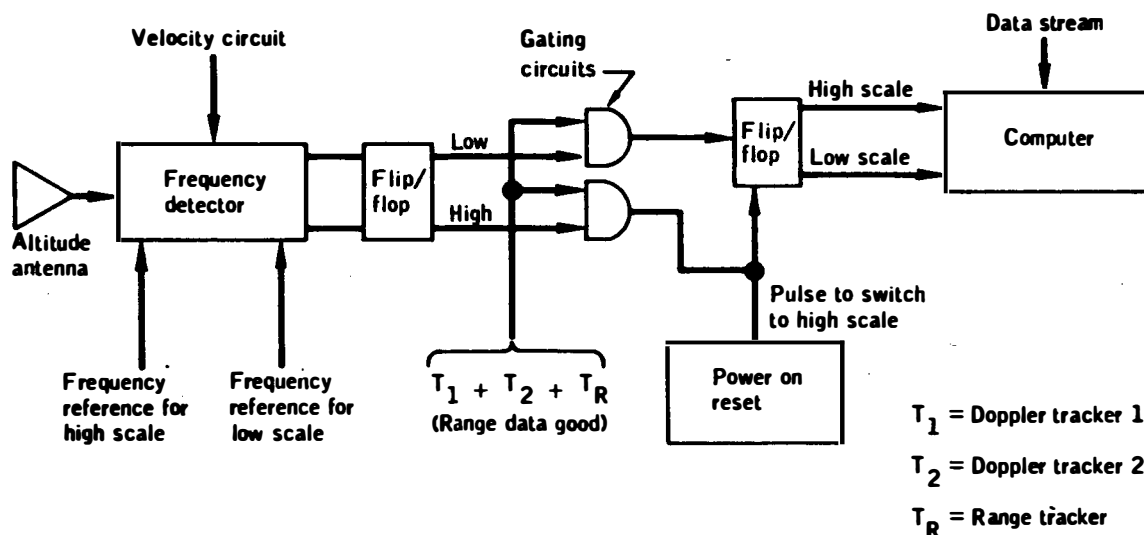 Velocity circuit
Gating
circuits
Data stream
High scale
Low scale
Computer
Flip/
flop
Low
High
Flip/
flop
Frequency
detector
Altitude
antenna
Pulse to switch
to high scale
Power on
reset
Frequency
reference for
high scale
Frequency
reference for
low scale
T1 + T2 + TR
(Range data good)
T1 = Doppler tracker 1
T2 = Doppler tracker 2
TR = Range tracker